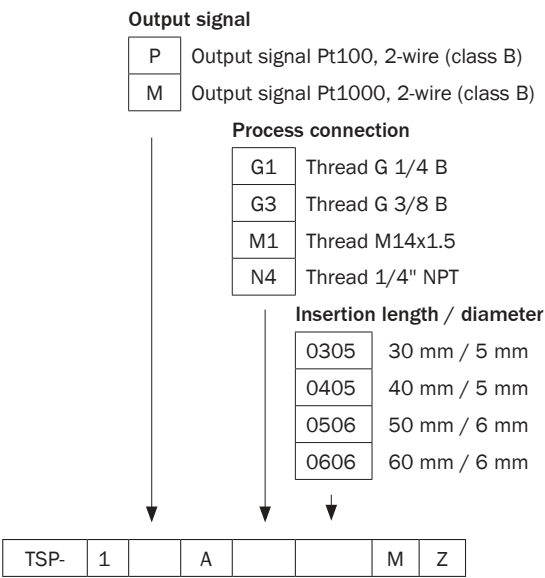 Output signal
P Output signal Pt100, 2-wire (class B)
M Output signal Pt1000, 2-wire (class B)
Process connection
G1 Thread G 1/4 B
G3 Thread G 3/8 B
M1 Thread M14x1.5
N4 Thread 1/4" NPT
Insertion length / diameter
0305 30 mm / 5 mm
0405 40 mm / 5 mm
0506 50 mm / 6 mm
0606 60 mm / 6 mm
TSP- 1 A M Z